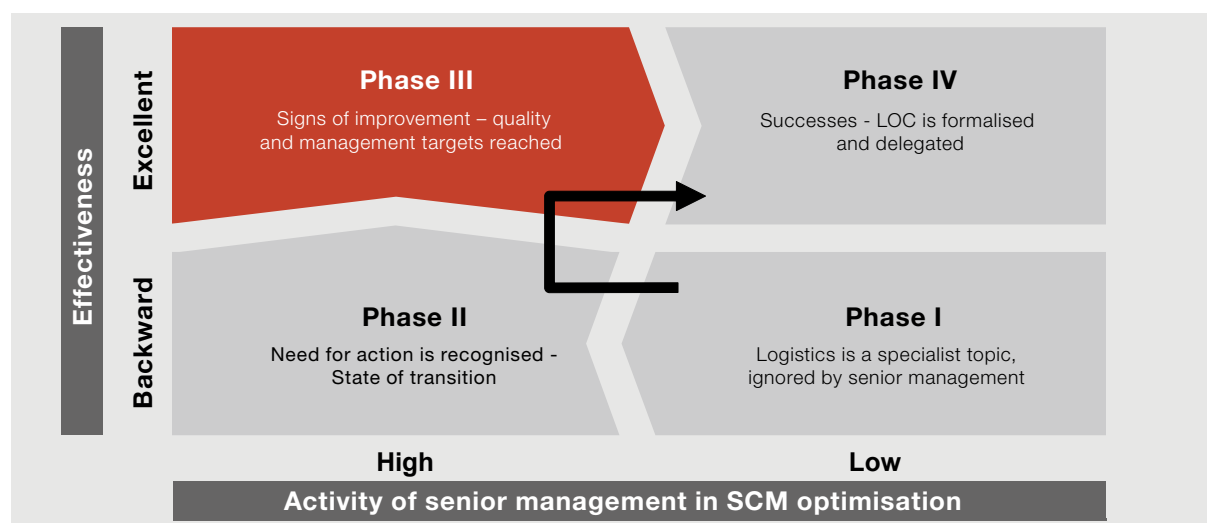 Effectiveness
Excellent
Backward
Phase III
Signs of improvement – quality
and management targets reached
Phase IV
Successes - LOC is formalised
and delegated
Phase II
Need for action is recognised -
State of transition
Phase I
Logistics is a specialist topic,
ignored by senior management
High
Low
Activity of senior management in SCM optimisation